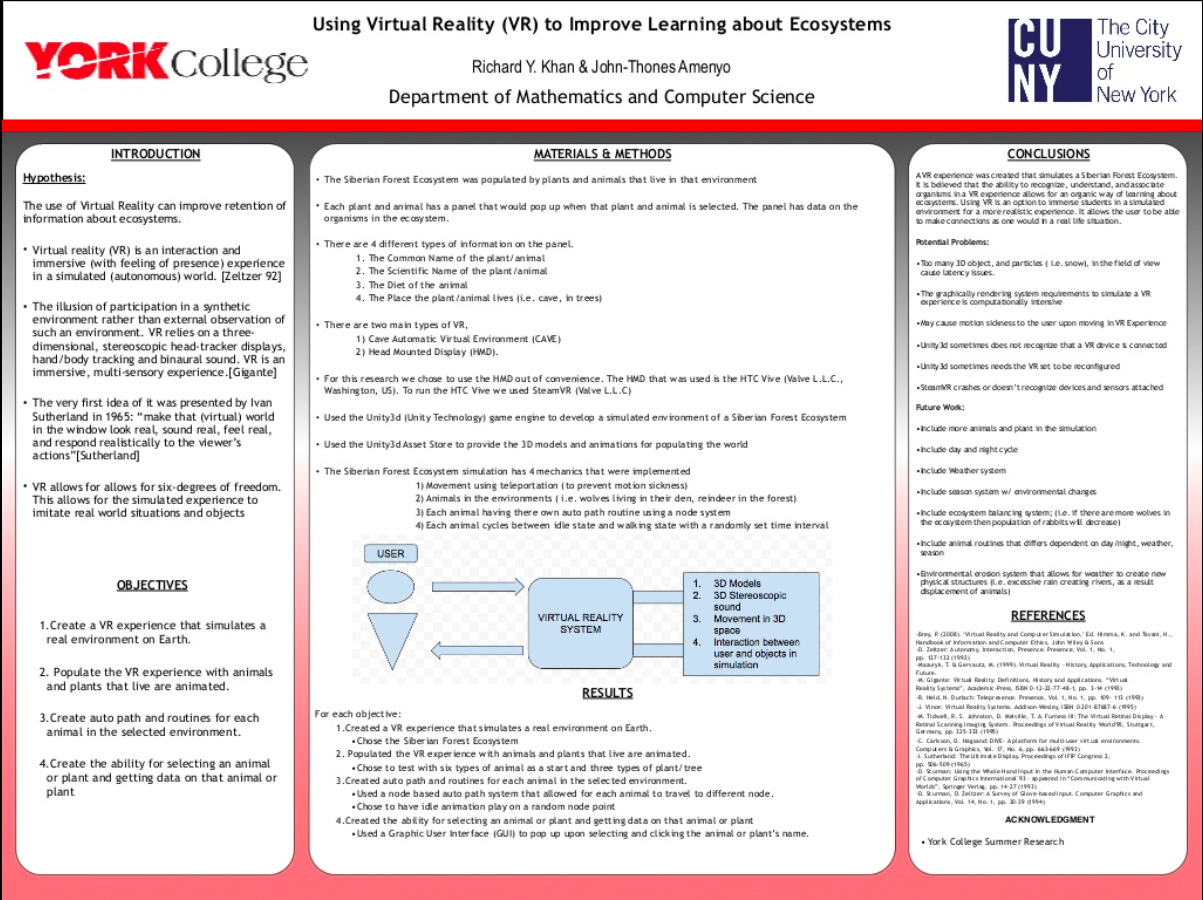 Using Virtual Reality (VR) to Improve Learning about Ecosystems
YORK College
Richard Y. Khan & John-Thones Amenyo
Department of Mathematics and Computer Science
CU
NY
The City
University
of
New York
INTRODUCTION
Hypothesis:
The use of Virtual Reality can improve retention of
information about ecosystems.
• Virtual reality (VR) is an interaction and
immersive (with feeling of presence) experience
in a simulated (autonomous) world. [Zeltzer 92]
• The illusion of participation in a synthetic
environment rather than external observation of
such an environment. VR relies on a three-
dimensional, stereoscopic head-tracker displays,
hand/body tracking and binaural sound. VR is an
immersive, multi-sensory experience.[Gigante]
• The very first idea of it was presented by Ivan
Sutherland in 1965: “make that (virtual) world
in the window look real, sound real, feel real,
and respond realistically to the viewer’s
actions”[Sutherland]
• VR allows for allows for six-degrees of freedom.
This allows for the simulated experience to
imitate real world situations and objects
OBJECTIVES
1.Create a VR experience that simulates a
real environment on Earth.
2. Populate the VR experience with animals
and plants that live are animated.
3.Create auto path and routines for each
animal in the selected environment.
4.Create the ability for selecting an animal
or plant and getting data on that animal or
plant
MATERIALS & METHODS
• The Siberian Forest Ecosystem was populated by plants and animals that live in that environment
• Each plant and animal has a panel that would pop up when that plant and animal is selected. The panel has data on the
organisms in the ecosystem.
• There are 4 different types of information on the panel.
1. The Common Name of the plant/animal
2. The Scientific Name of the plant/animal
3. The Diet of the animal
4. The Place the plant/animal lives (i.e. cave, in trees)
• There are two main types of VR,
1) Cave Automatic Virtual Environment (CAVE)
2) Head Mounted Display (HMD).
• For this research we chose to use the HMD out of convenience. The HMD that was used is the HTC Vive (Valve L.L.C.,
Washington, US). To run the HTC Vive we used SteamVR (Valve L.L.C)
• Used the Unity3d (Unity Technology) game engine to develop a simulated environment of a Siberian Forest Ecosystem
• Used the Unity3d Asset Store to provide the 3D models and animations for populating the world
• The Siberian Forest Ecosystem simulation has 4 mechanics that were implemented
1) Movement using teleportation (to prevent motion sickness)
2) Animals in the environments ( i.e. wolves living in their den, reindeer in the forest)
3) Each animal having there own auto path routine using a node system
4) Each animal cycles between idle state and walking state with a randomly set time interval
USER
VIRTUAL REALITY
SYSTEM
1. 3D Models
2. 3D Stereoscopic
sound
3. Movement in 3D
space
4. Interaction between
user and objects in
simulation
RESULTS
For each objective:
1.Created a VR experience that simulates a real environment on Earth.
•Chose the Siberian Forest Ecosystem
2. Populated the VR experience with animals and plants that live are animated.
•Chose to test with six types of animal as a start and three types of plant/tree
3.Created auto path and routines for each animal in the selected environment.
•Used a node based auto path system that allowed for each animal to travel to different node.
•Chose to have idle animation play on a random node point
4.Created the ability for selecting an animal or plant and getting data on that animal or plant
•Used a Graphic User Interface (GUI) to pop up upon selecting and clicking the animal or plant’s name.
CONCLUSIONS
A VR experience was created that simulates a Siberian Forest Ecosystem.
It is believed that the ability to recognize, understand, and associate
organisms in a VR experience allows for an organic way of learning about
ecosystems. Using VR is an option to immerse students in a simulated
environment for a more realistic experience. It allows the user to be able
to make connections as one would in a real life situation.
Potential Problems:
•Too many 3D object, and particles ( i.e. snow), in the field of view
cause latency issues.
•The graphically rendering system requirements to simulate a VR
experience is computationally intensive
•May cause motion sickness to the user upon moving in VR Experience
•Unity3d sometimes does not recognize that a VR device is connected
•Unity3d sometimes needs the VR set to be reconfigured
•SteamVR crashes or doesn’t recognize devices and sensors attached
Future Work:
•Include more animals and plant in the simulation
•Include day and night cycle
•Include Weather system
•Include season system w/ environmental changes
•Include ecosystem balancing system; (i.e. if there are more wolves in
the ecosystem then population of rabbits will decrease)
•Include animal routines that differs dependent on day/night, weather,
season
•Environmental erosion system that allows for weather to create new
physical structures (i.e. excessive rain creating rivers, as a result
displacement of animals)
REFERENCES
-Brey, P. (2008). "Virtual Reality and Computer Simulation," Ed. Himma, K. and Tavani, H.,
Handbook of Information and Computer Ethics, John Wiley & Sons
-D. Zeltzer: Autonomy, Interaction, Presence. Presence, Vol. 1, No. 1,
pp. 127-132 (1992)
-Mazuryk, T. & Gervautz, M. (1999). Virtual Reality - History, Applications, Technology and
Future.
-M. Gigante: Virtual Reality: Definitions, History and Applications. “Virtual
Reality Systems”, Academic-Press, ISBN 0-12-22-77-48-1, pp. 3-14 (1993)
-R. Held, N. Durlach: Telepresence. Presence, Vol. 1, No. 1, pp. 109- 112 (1992)
-J. Vince: Virtual Reality Systems. Addison-Wesley, ISBN 0-201-87687-6 (1995)
-M. Tidwell, R. S. Johnston, D. Melville, T. A. Furness III: The Virtual Retinal Display - A
Retinal Scanning Imaging System. Proceedings of Virtual Reality World'95, Stuttgart,
Germany, pp. 325-333 (1995)
-C. Carlsson, O. Hagsand: DIVE- A platform for multi-user virtual environments.
Computers & Graphics, Vol. 17, No. 6, pp. 663-669 (1993)
-I. Sutherland: The Ultimate Display. Proceedings of IFIP Congress 2,
pp. 506-509 (1965)
-D. Sturman: Using the Whole Hand Input in the Human-Computer Interface. Proceedings
of Computer Graphics International'93 - appeared in “Communicating with Virtual
Worlds”, Springer Verlag, pp. 14-27 (1993)
-D. Sturman, D. Zeltzer: A Survey of Glove-based Input. Computer Graphics and
Applications, Vol. 14, No. 1, pp. 30-39 (1994)
ACKNOWLEDGMENT
• York College Summer Research